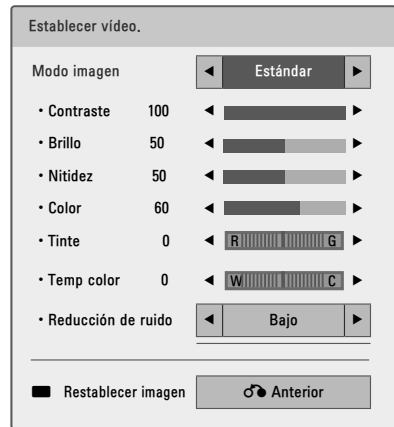 Establecer vídeo.
Modo imagen ◄ Estándar ►
• Contraste 100 ◄ ►
• Brillo 50 ◄ ►
• Nitidez 50 ◄ ►
• Color 60 ◄ ►
• Tinte 0 ◄ R G ►
• Temp color 0 ◄ W C ►
• Reducción de ruido ◄ Bajo ►
Restablecer imagen Anterior